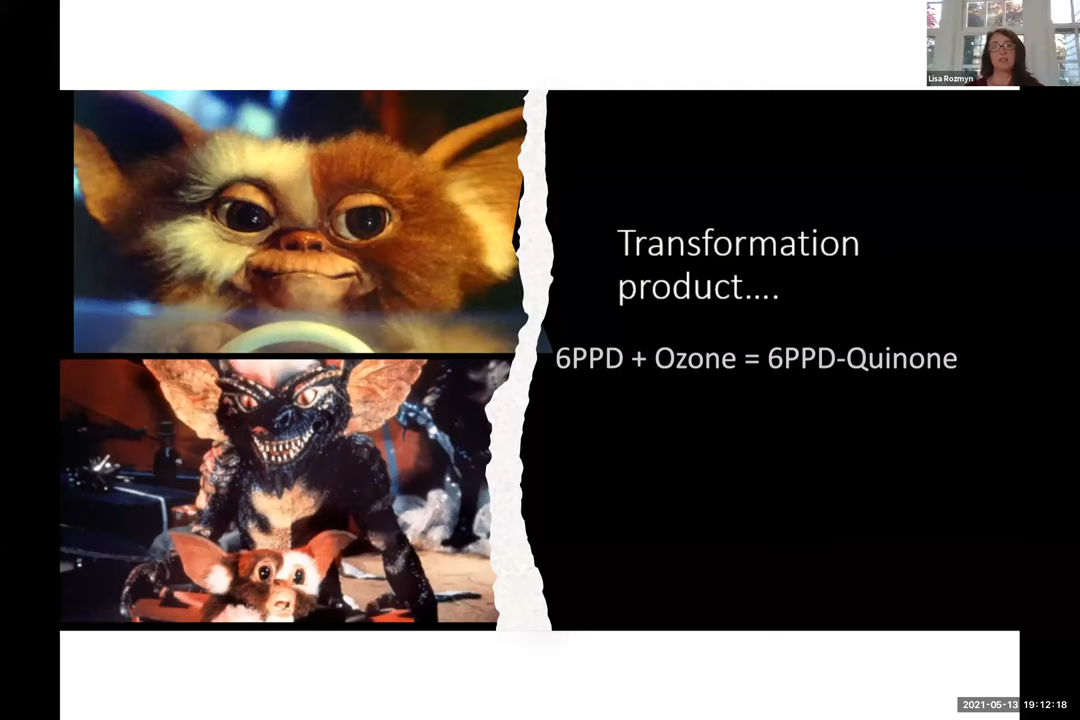 Lisa Rozmyn
Transformation
product....
6PPD + Ozone = 6PPD-Quinone
2021-05-13 19:12:18